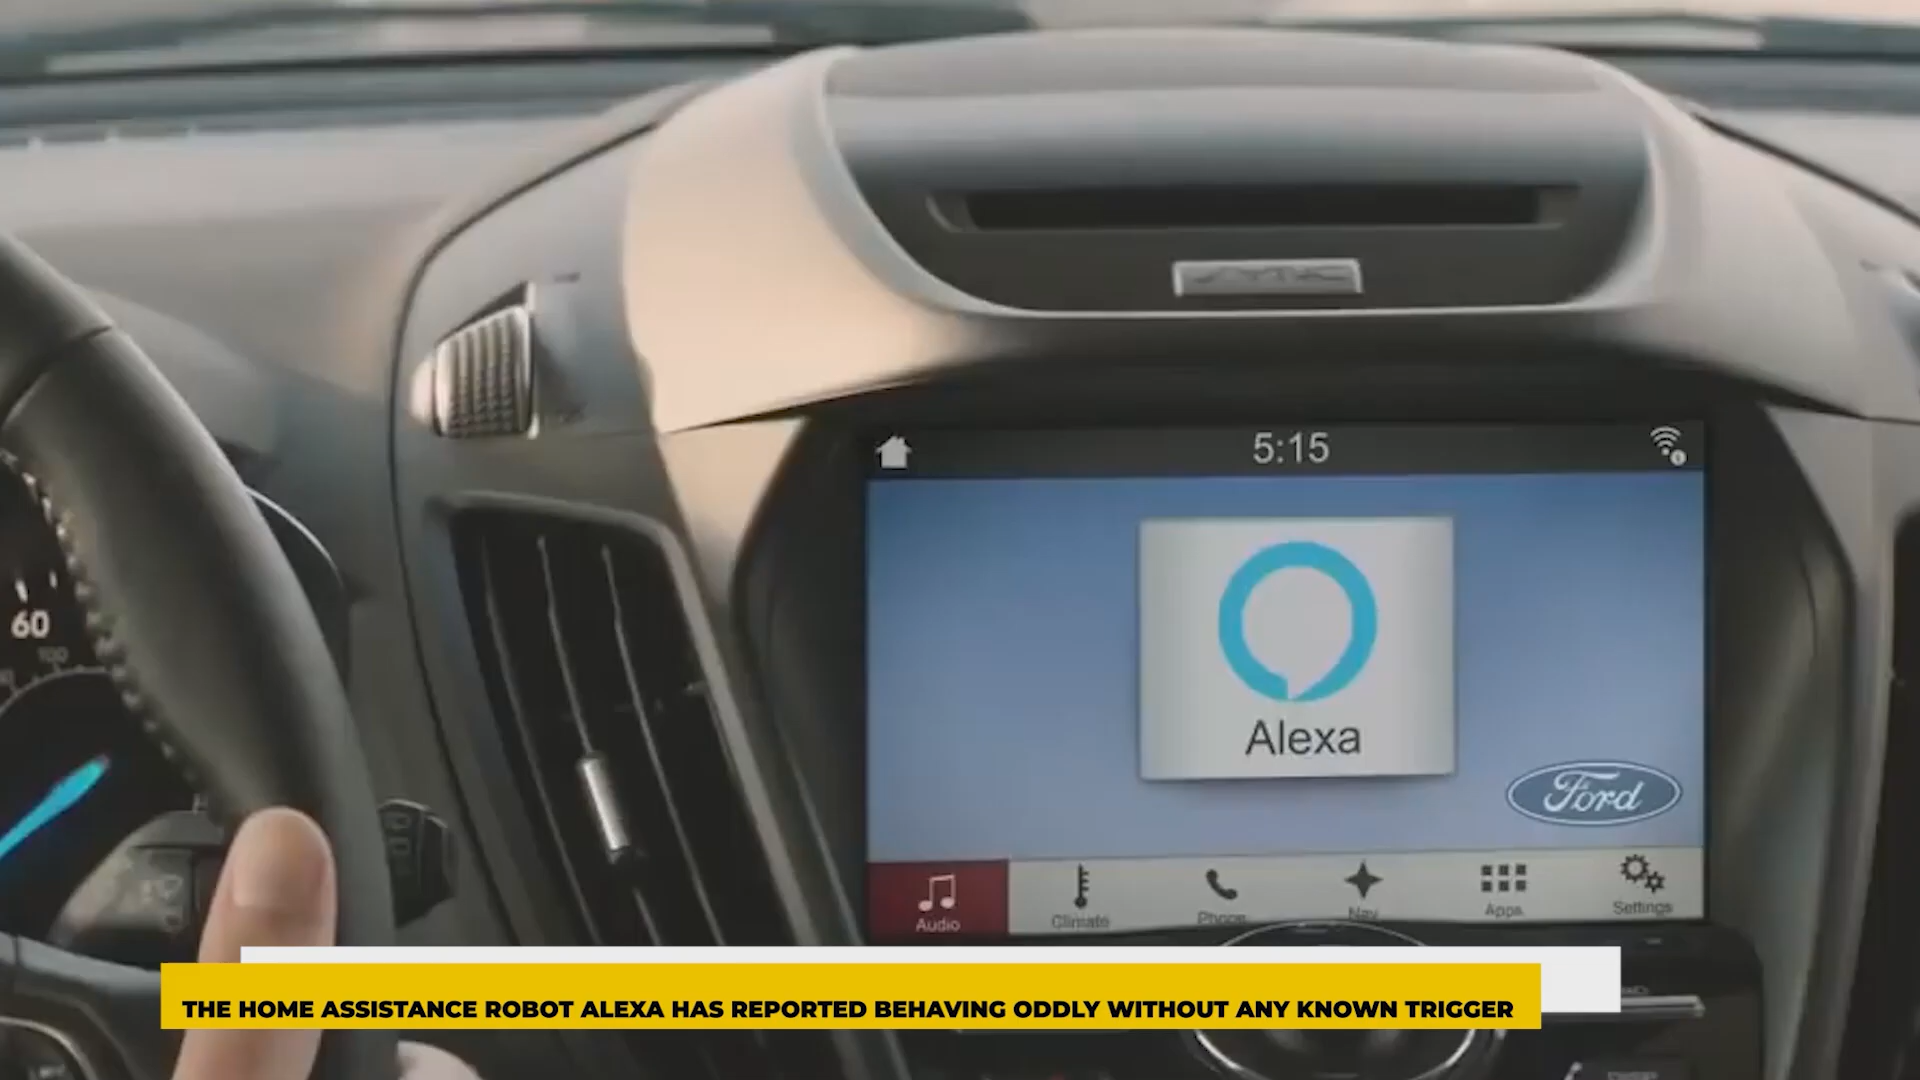 5:15
Alexa
Ford
Audio
Climate
Phone
Nav
Apps
Settings
60
100
THE HOME ASSISTANCE ROBOT ALEXA HAS REPORTED BEHAVING ODDLY WITHOUT ANY KNOWN TRIGGER